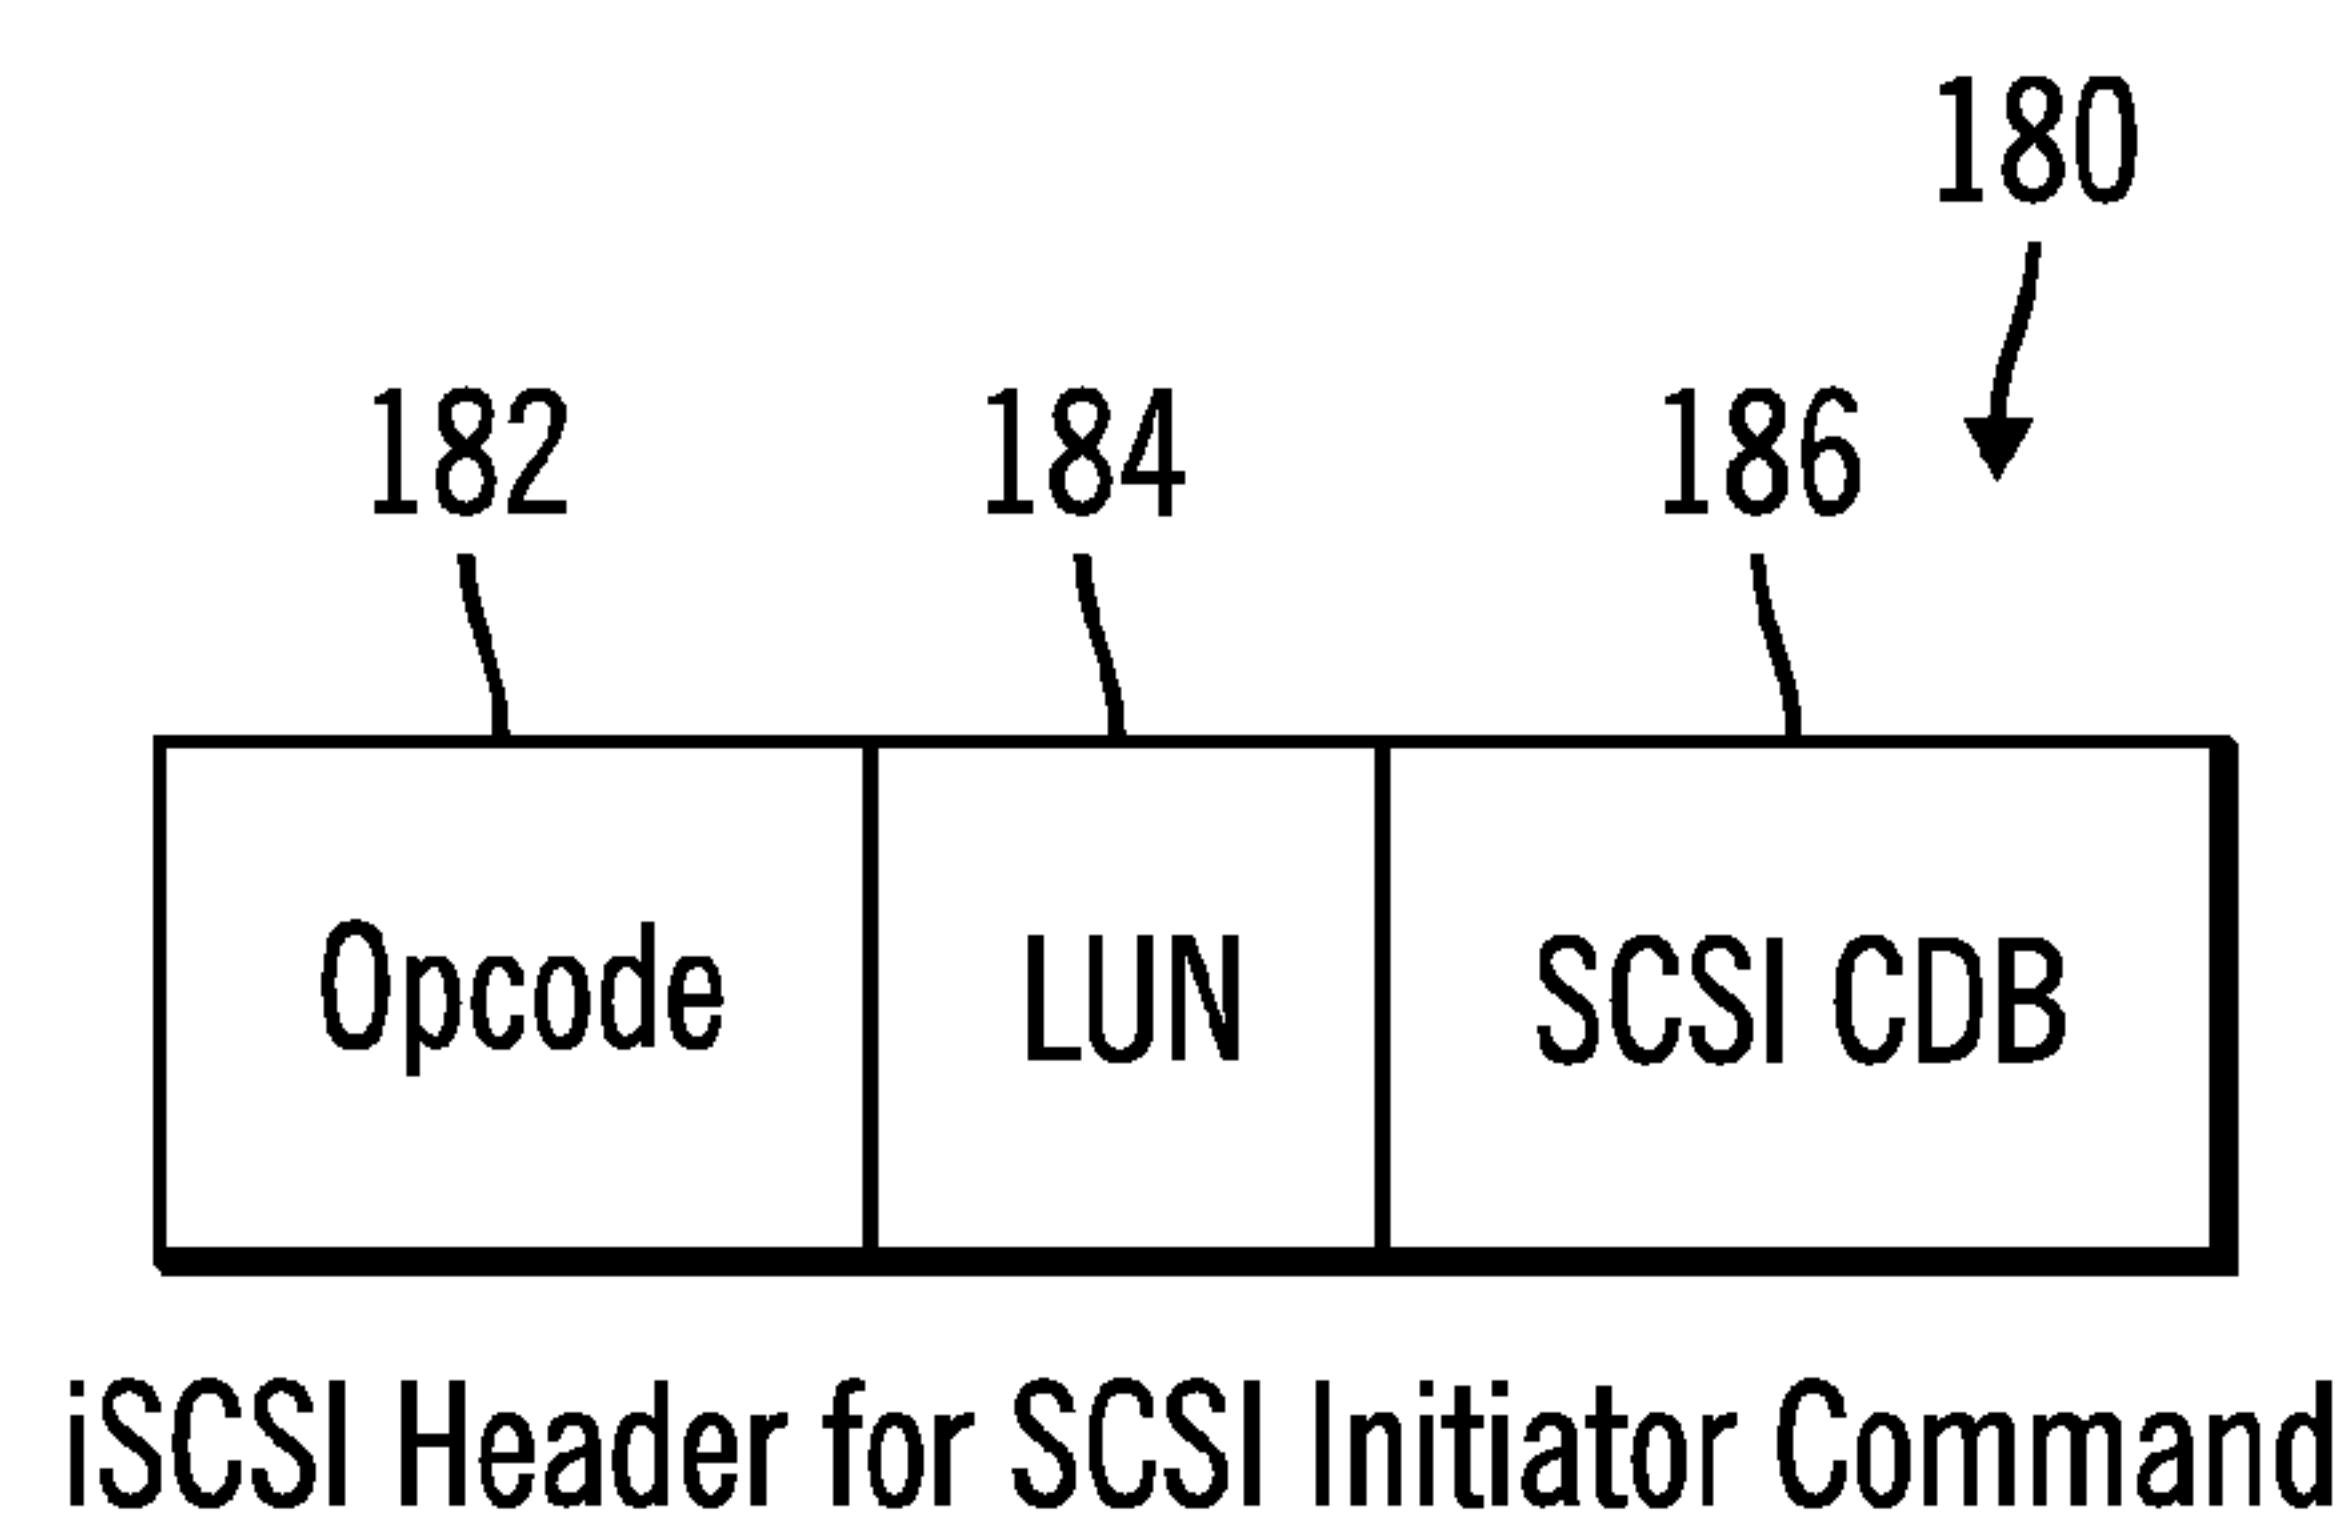 180
182 184 186
Opcode LUN SCSI CDB
iSCSI Header for SCSI Initiator Command